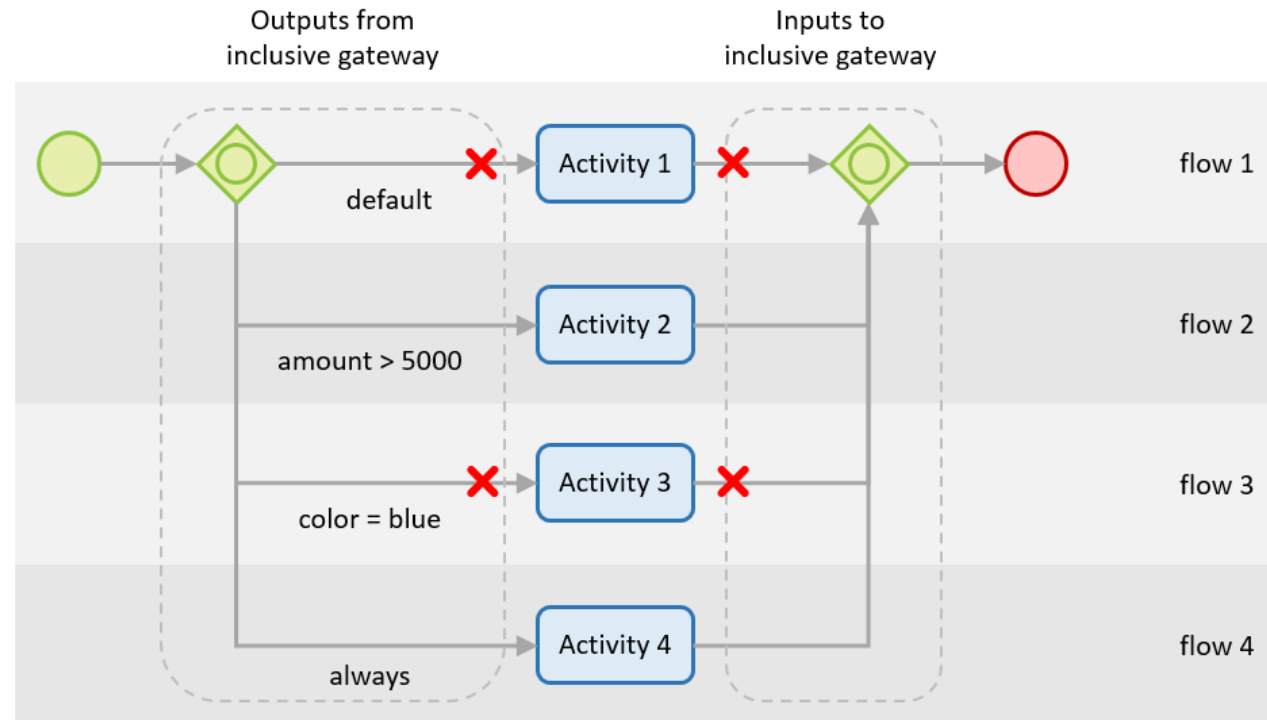 Outputs from
inclusive gateway
Inputs to
inclusive gateway
Activity 1
flow 1
default
Activity 2
flow 2
amount > 5000
Activity 3
flow 3
color = blue
Activity 4
flow 4
always